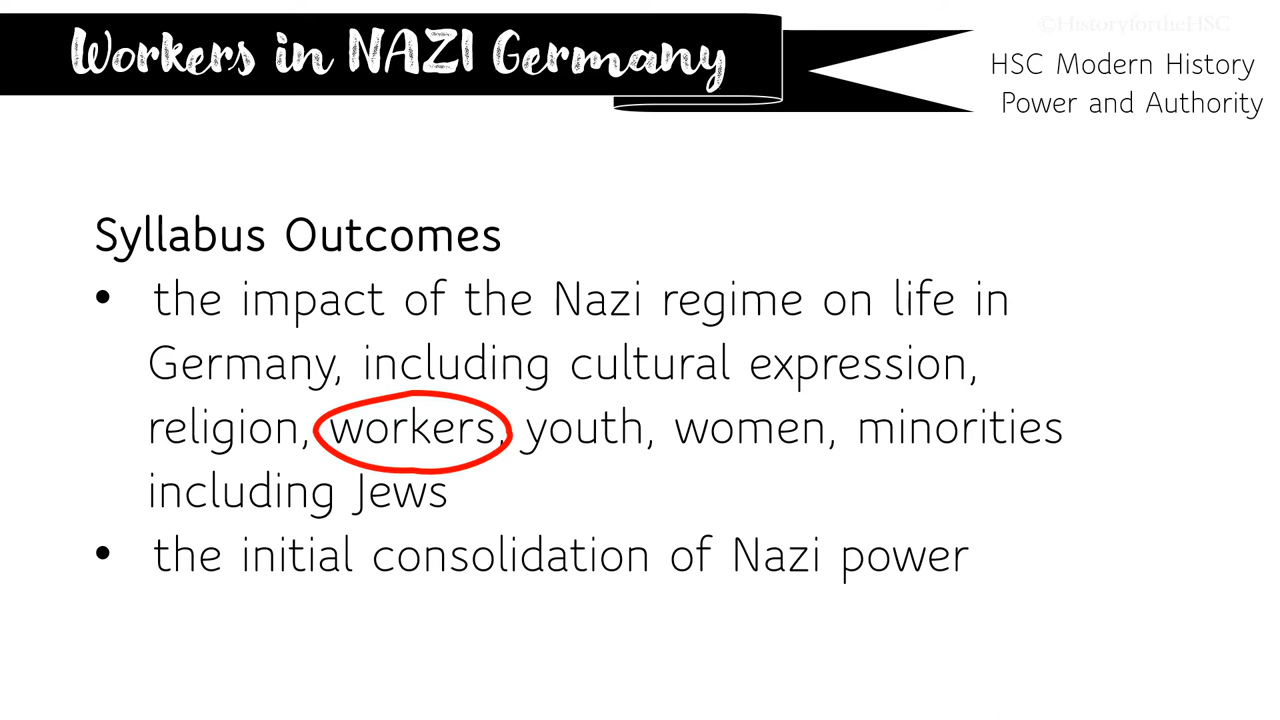 ©HistoryfortheHSC
Workers in NAZI Germany
HSC Modern History
Power and Authority
Syllabus Outcomes
• the impact of the Nazi regime on life in
Germany, including cultural expression,
religion, workers, youth, women, minorities
including Jews
• the initial consolidation of Nazi power